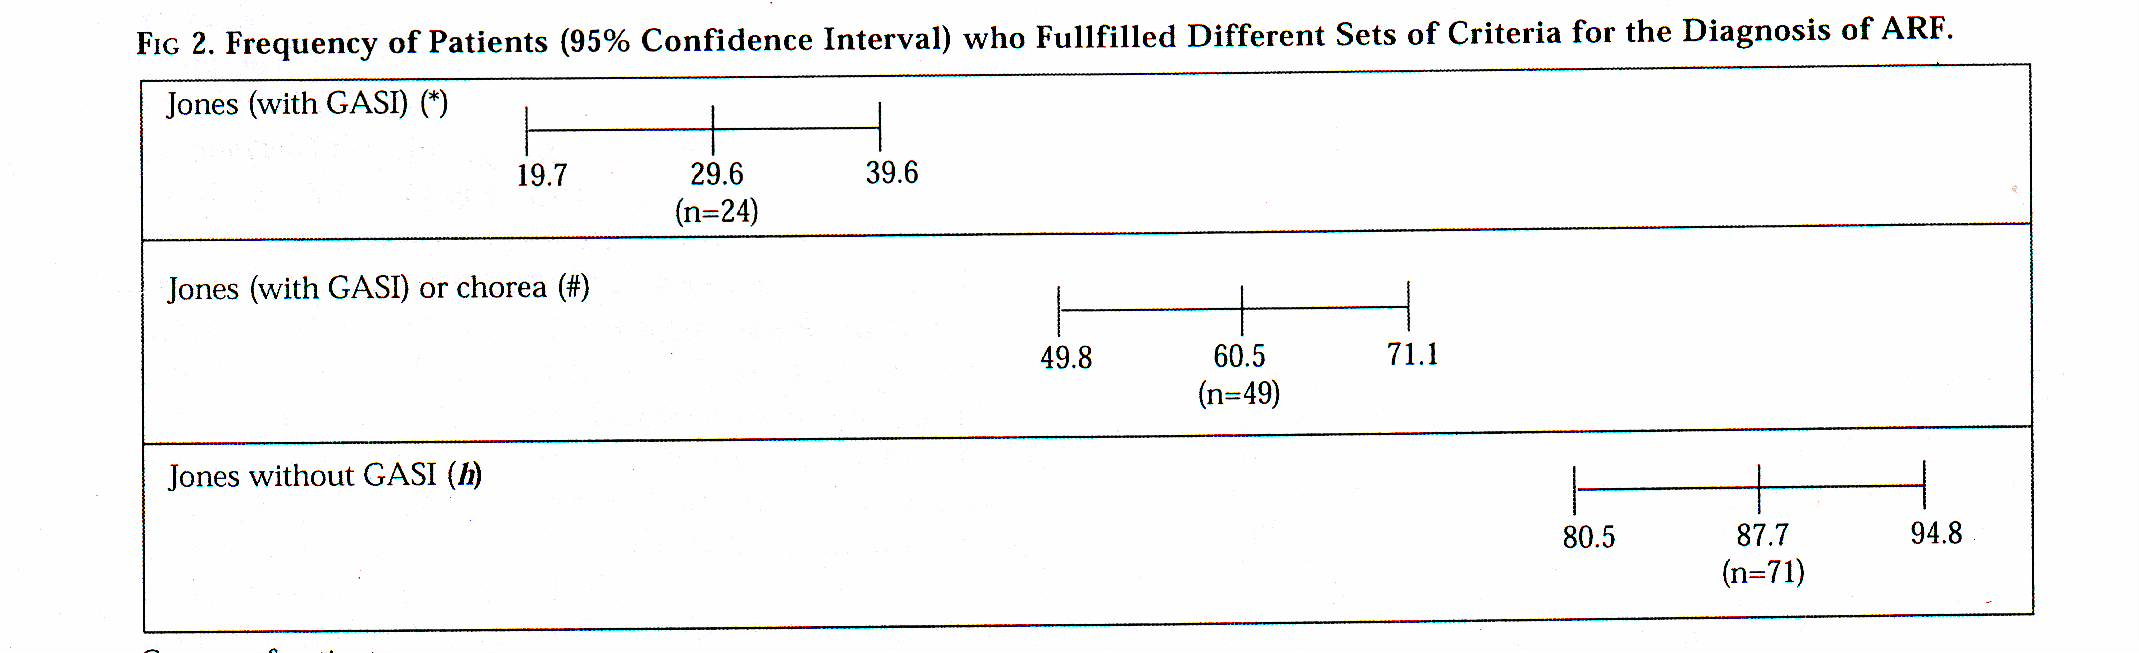 FIG 2. Frequency of Patients (95% Confidence Interval) who Fullfilled Different Sets of Criteria for the Diagnosis of ARF.
Jones (with GASI) (*)
19.7 29.6 39.6
(n=24)
Jones (with GASI) or chorea (#)
49.8 60.5 71.1
(n=49)
Jones without GASI (h)
80.5 87.7 94.8
(n=71)